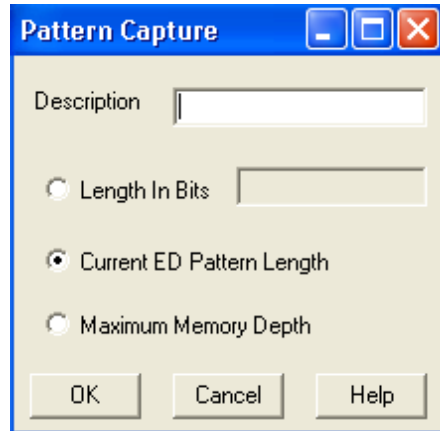 Pattern Capture
Description
Length In Bits
Current ED Pattern Length
Maximum Memory Depth
OK Cancel Help